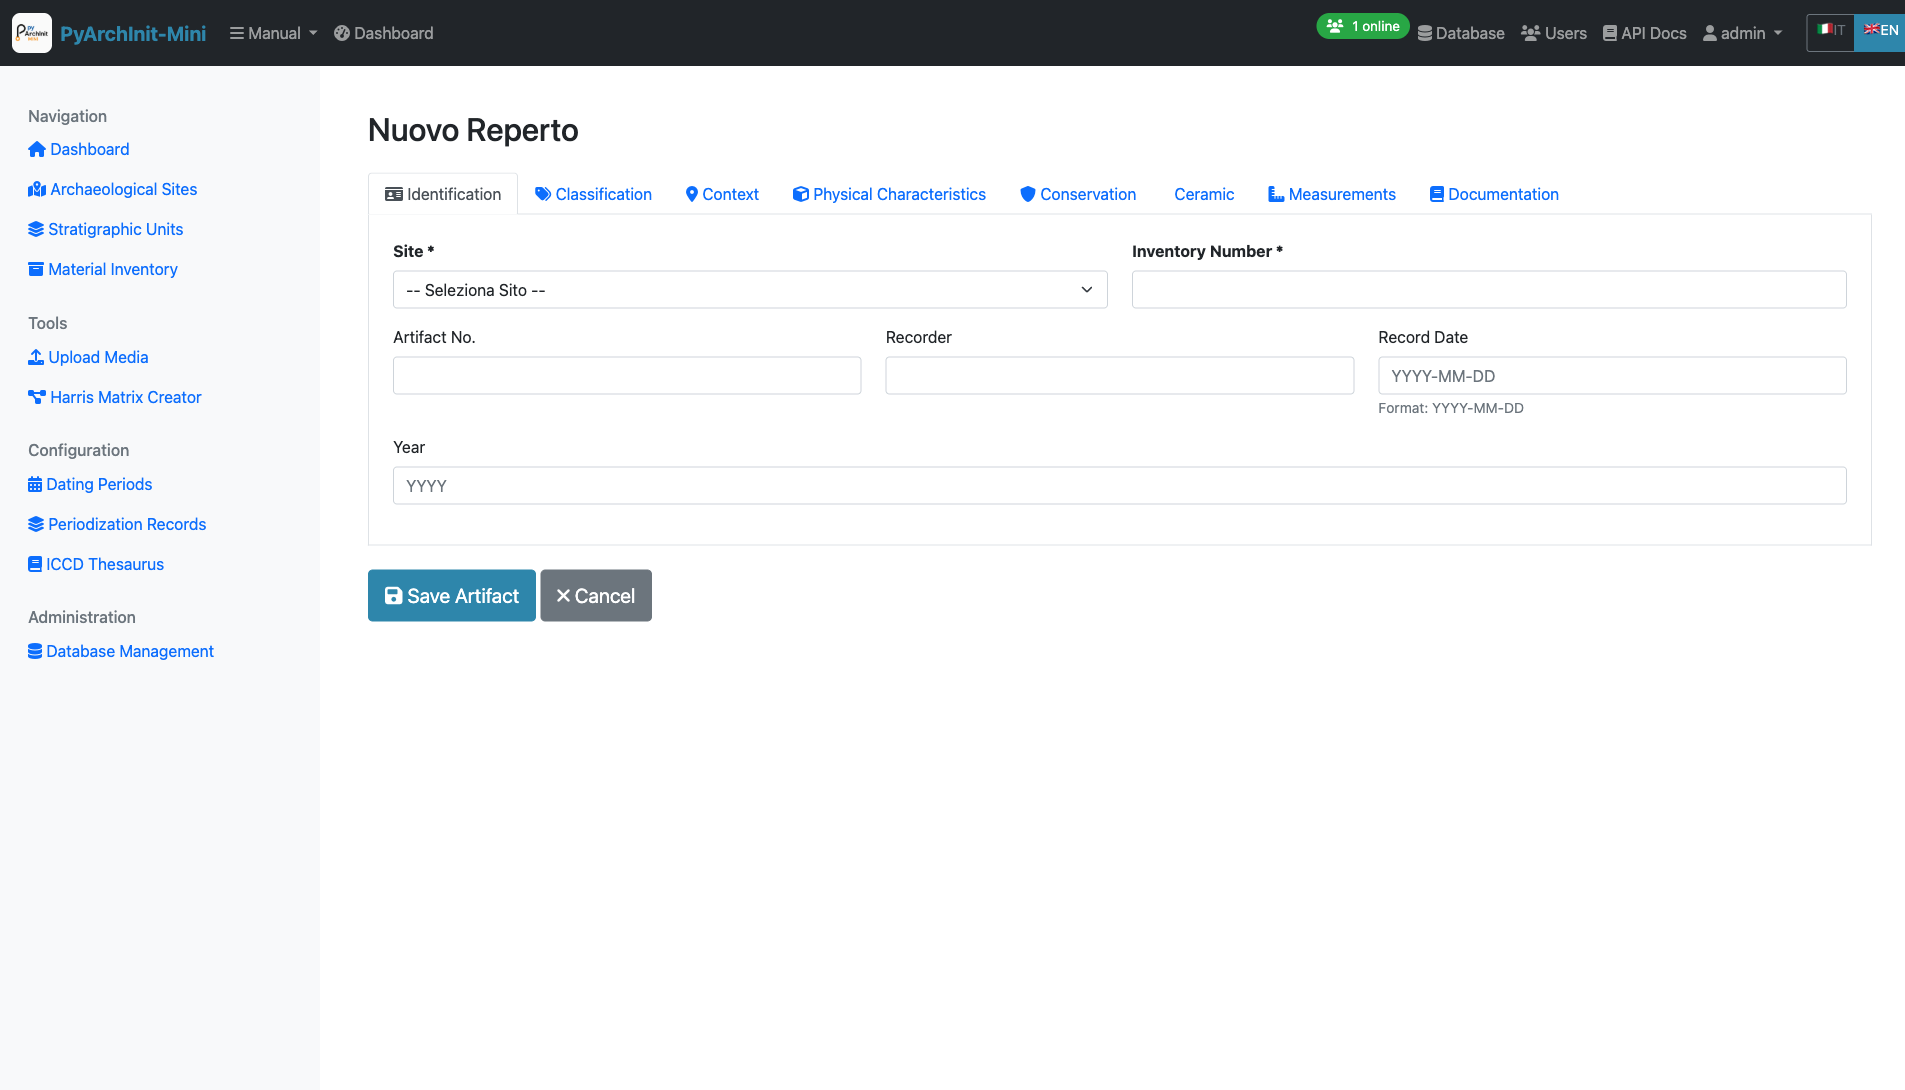 PyArchInit-Mini
Manual
Dashboard
1 online
Database
Users
API Docs
admin
IT
EN
Navigation
Dashboard
Archaeological Sites
Stratigraphic Units
Material Inventory
Tools
Upload Media
Harris Matrix Creator
Configuration
Dating Periods
Periodization Records
ICCD Thesaurus
Administration
Database Management
Nuovo Reperto
Identification
Classification
Context
Physical Characteristics
Conservation
Ceramic
Measurements
Documentation
Site *
Inventory Number *
-- Seleziona Sito --
Artifact No.
Recorder
Record Date
YYYY-MM-DD
Format: YYYY-MM-DD
Year
YYYY
Save Artifact
Cancel